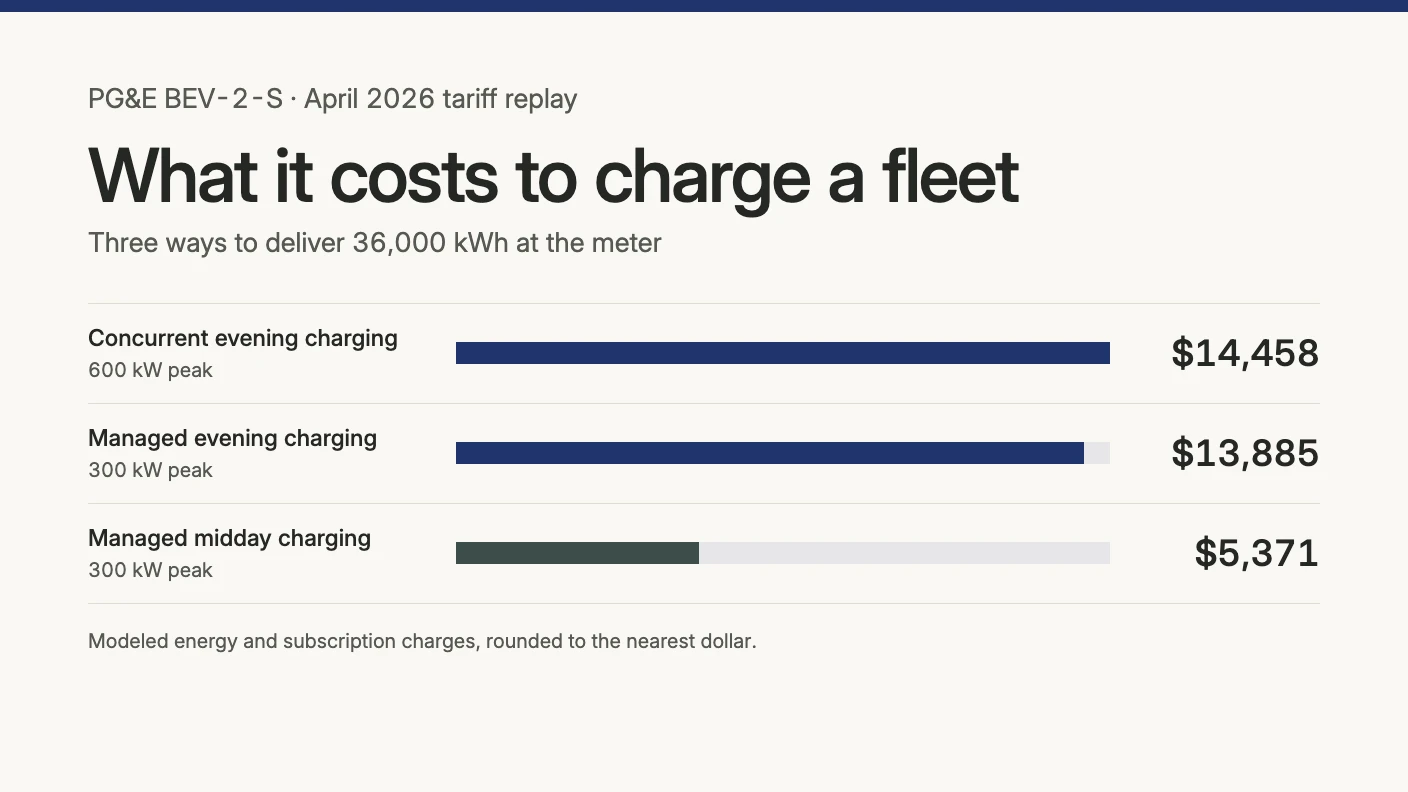 PG&E BEV-2-S · April 2026 tariff replay
What it costs to charge a fleet
Three ways to deliver 36,000 kWh at the meter
Concurrent evening charging
600 kW peak
$14,458
Managed evening charging
300 kW peak
$13,885
Managed midday charging
300 kW peak
$5,371
Modeled energy and subscription charges, rounded to the nearest dollar.